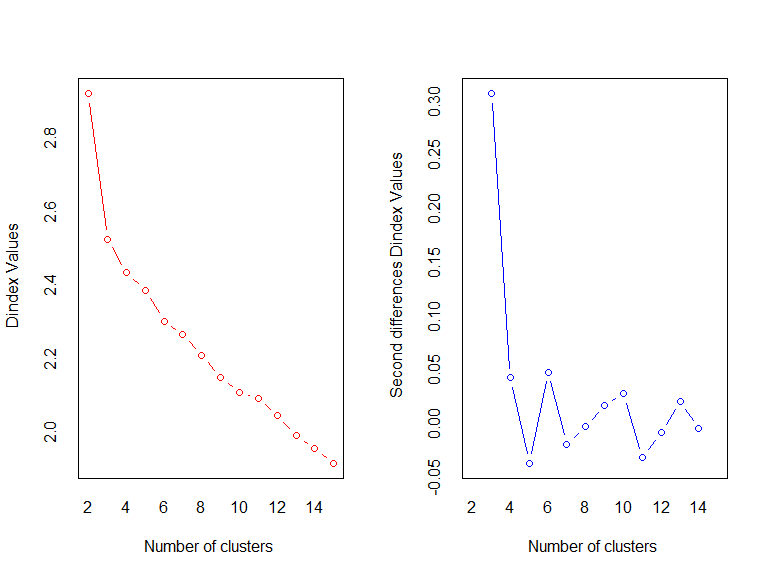 Dindex Values
2.0 2.2 2.4 2.6 2.8
2 4 6 8 10 12 14
Number of clusters
Second differences Dindex Values
-0.05 0.00 0.05 0.10 0.15 0.20 0.25 0.30
2 4 6 8 10 12 14
Number of clusters